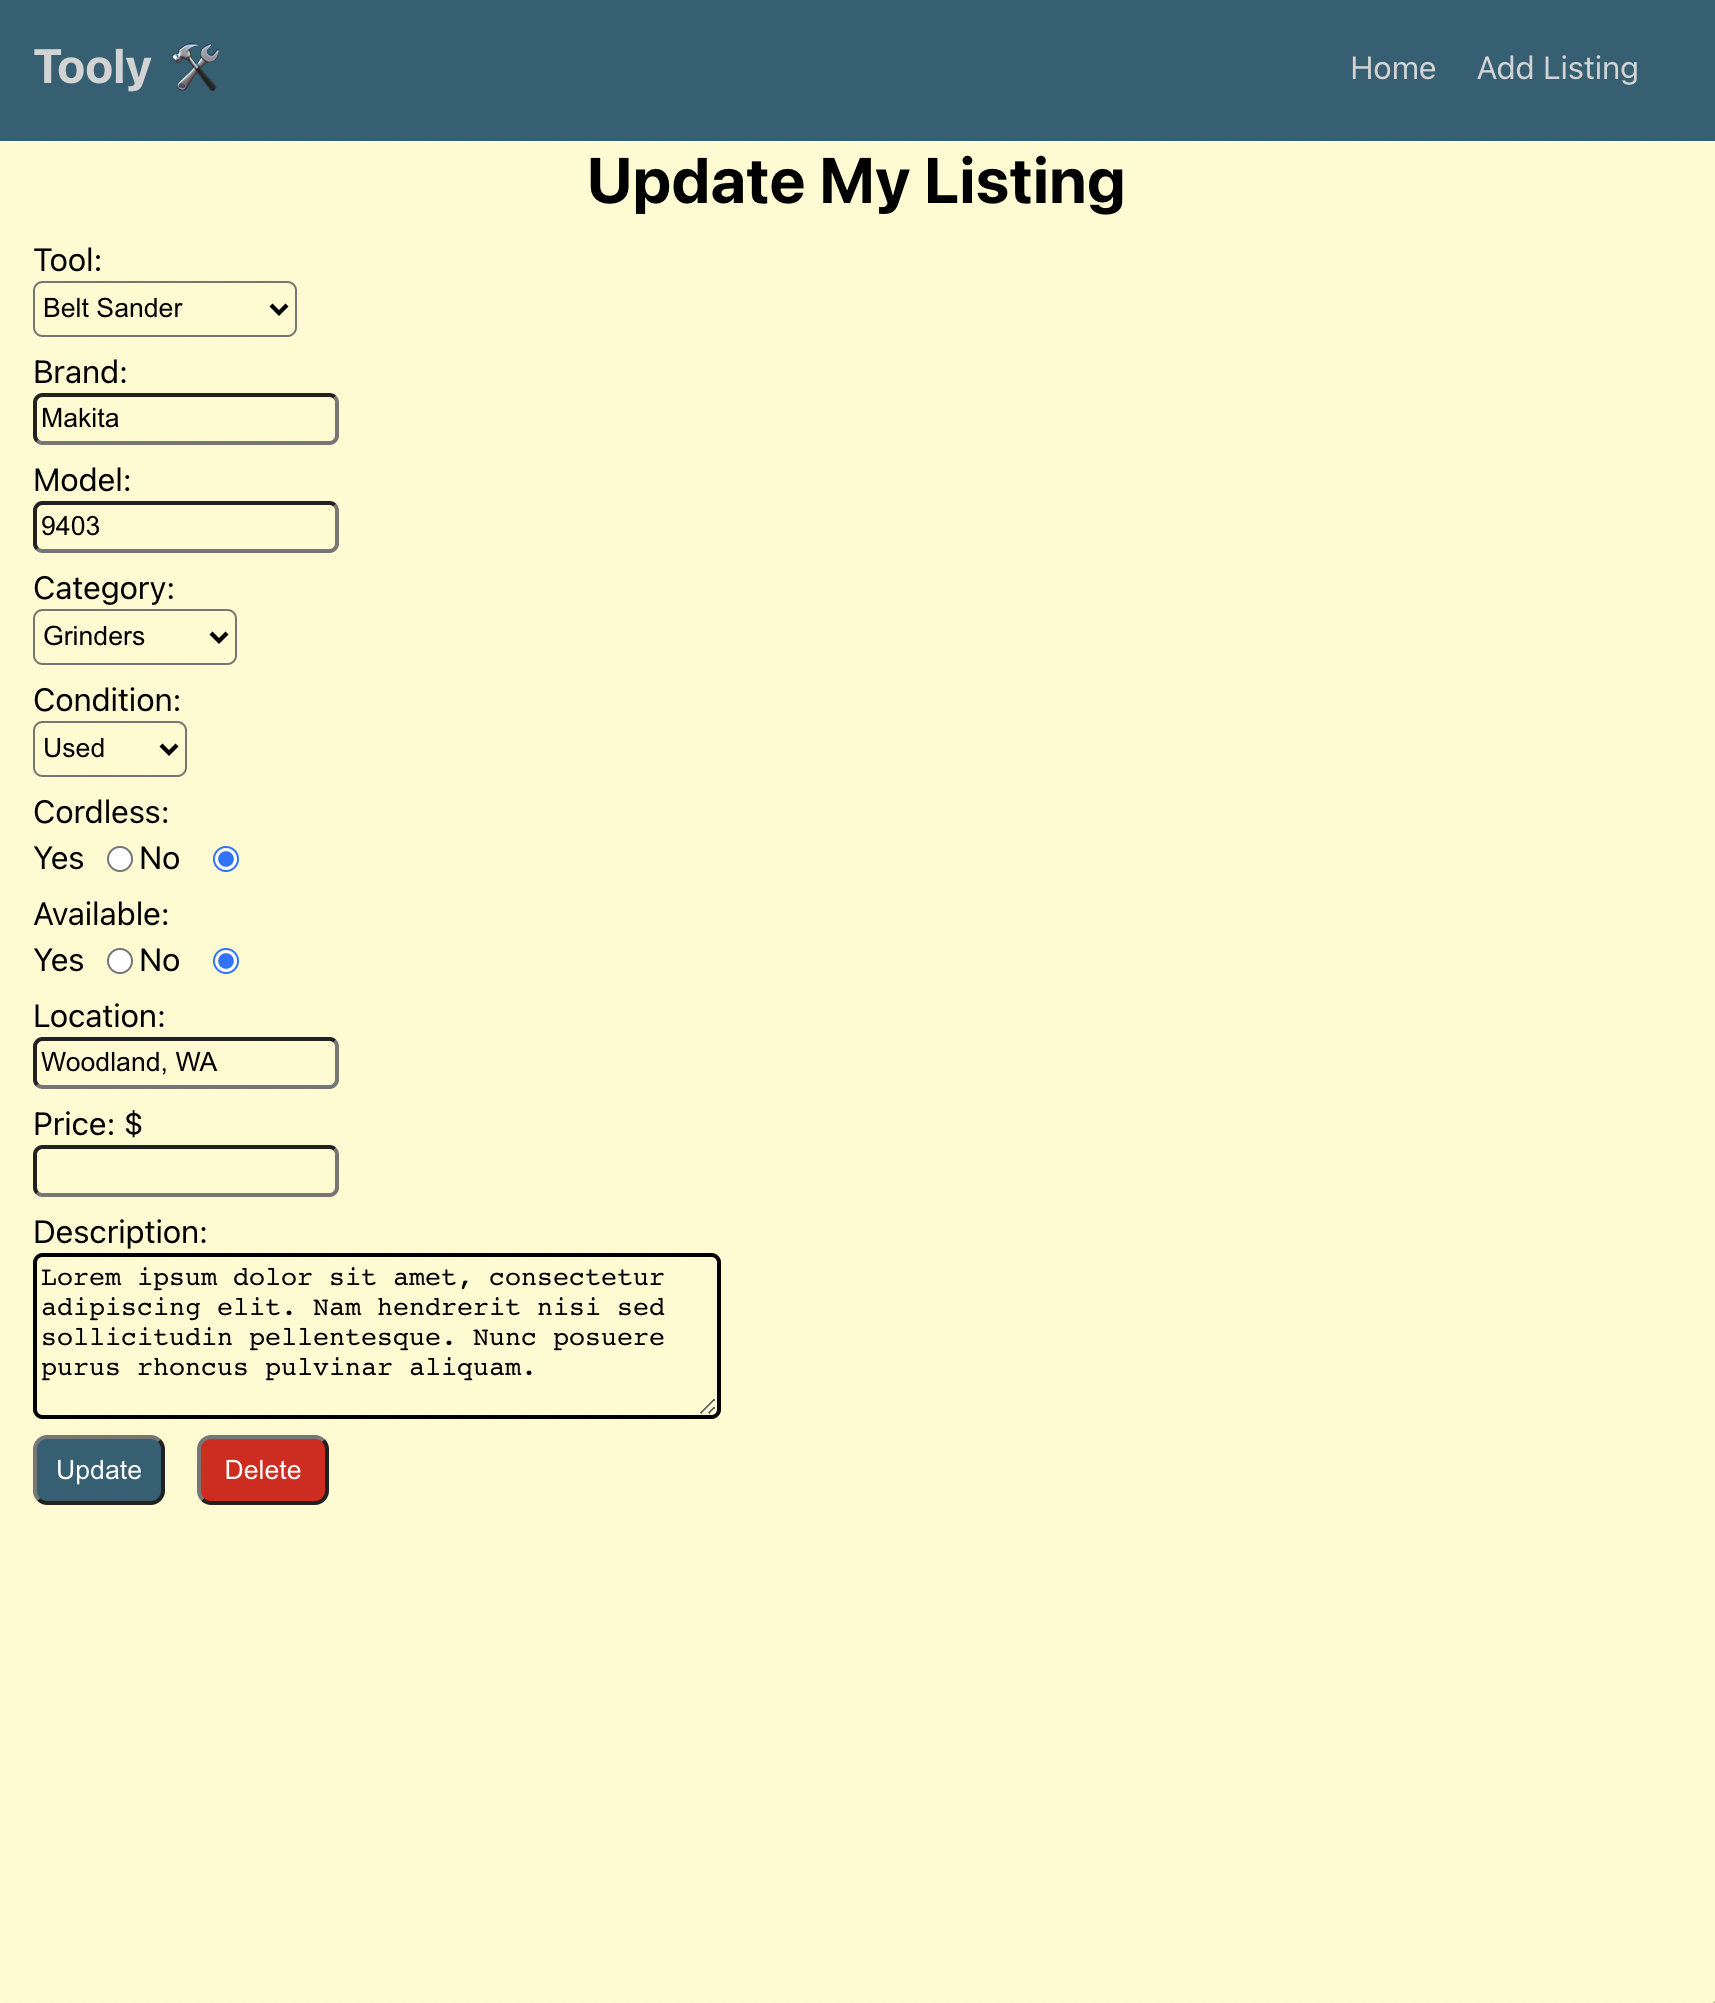 Tooly 🛠️
Home Add Listing
Update My Listing
Tool:
Belt Sander
Brand:
Makita
Model:
9403
Category:
Grinders
Condition:
Used
Cordless:
Yes No
Available:
Yes No
Location:
Woodland, WA
Price: $
Description:
Lorem ipsum dolor sit amet, consectetur
adipiscing elit. Nam hendrerit nisi sed
sollicitudin pellentesque. Nunc posuere
purus rhoncus pulvinar aliquam.
Update Delete